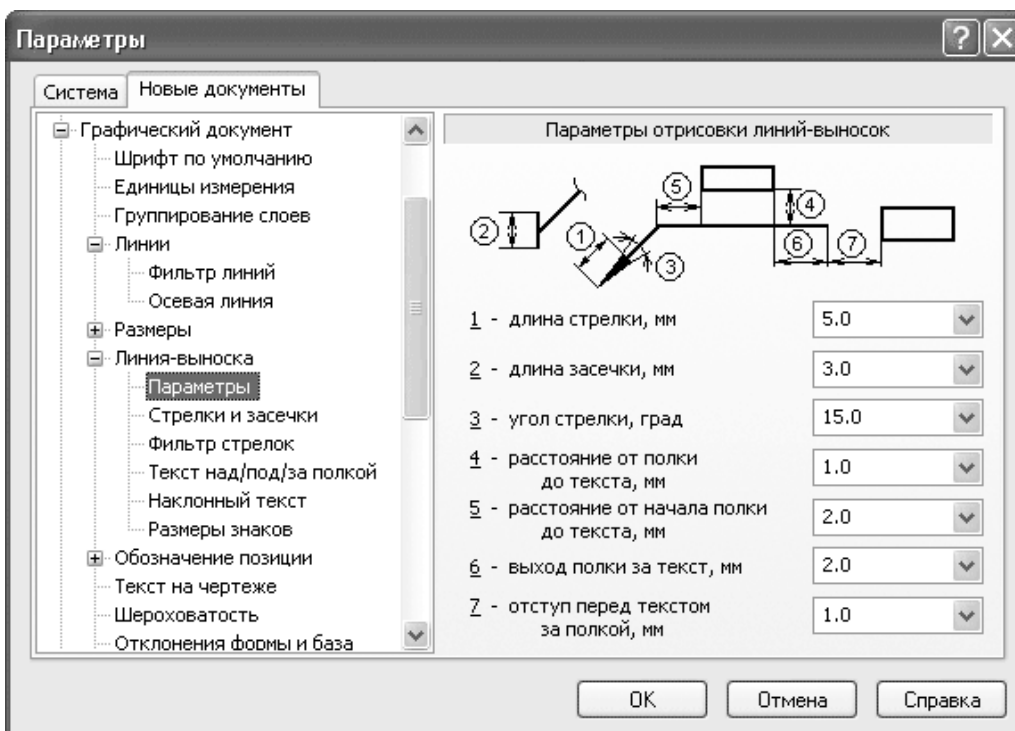 Параметры
Система
Новые документы
Графический документ
Шрифт по умолчанию
Единицы измерения
Группирование слоев
Линии
Фильтр линий
Осевая линия
Размеры
Линия-выноска
Параметры
Стрелки и засечки
Фильтр стрелок
Текст над/под/за полкой
Наклонный текст
Размеры знаков
Обозначение позиции
Текст на чертеже
Шероховатость
Отклонения формы и база
Параметры отрисовки линий-выносок
5
4
2
1
3
6
7
1 - длина стрелки, мм 5.0
2 - длина засечки, мм 3.0
3 - угол стрелки, град 15.0
4 - расстояние от полки
до текста, мм 1.0
5 - расстояние от начала полки
до текста, мм 2.0
6 - выход полки за текст, мм 2.0
7 - отступ перед текстом
за полкой, мм 1.0
OK
Отмена
Справка